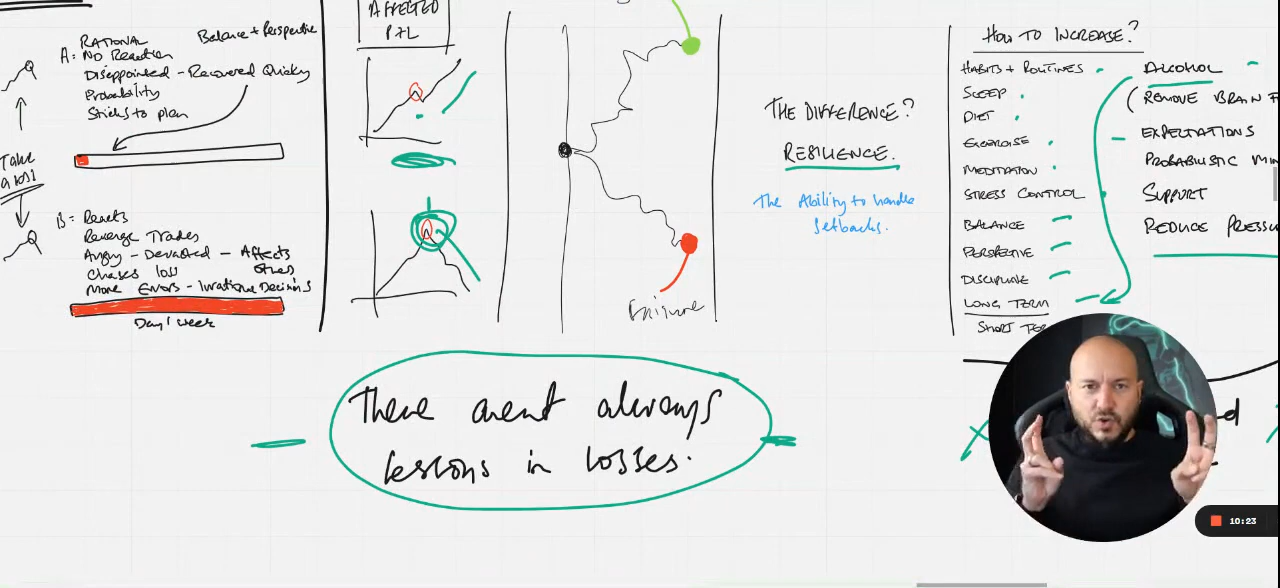 AFFECTED
P&L
RATIONAL
Balance + Perspective
A: No Reaction
Disappointed - Recovered Quickly
Probability
Sticks to plan
Take
a loss
B = Reacts
Revenge Trades
Angry - Devasted - Affects
others
Chases loss
More Errors - Irrational Decisions
Day / week
Failure
THE DIFFERENCE?
RESILIENCE.
The Ability to handle
Setbacks.
HOW TO INCREASE?
HABITS + ROUTINES
SLEEP
DIET
EXERCISE
MEDITATION
STRESS CONTROL
BALANCE
PERSPECTIVE
DISCIPLINE
LONG TERM
SHORT
ALCOHOL
(REMOVE BRAIN
EXPECTATIONS
PROBABILISTIC
SUPPORT
REDUCE
There arent always
lessons in losses.
10:23